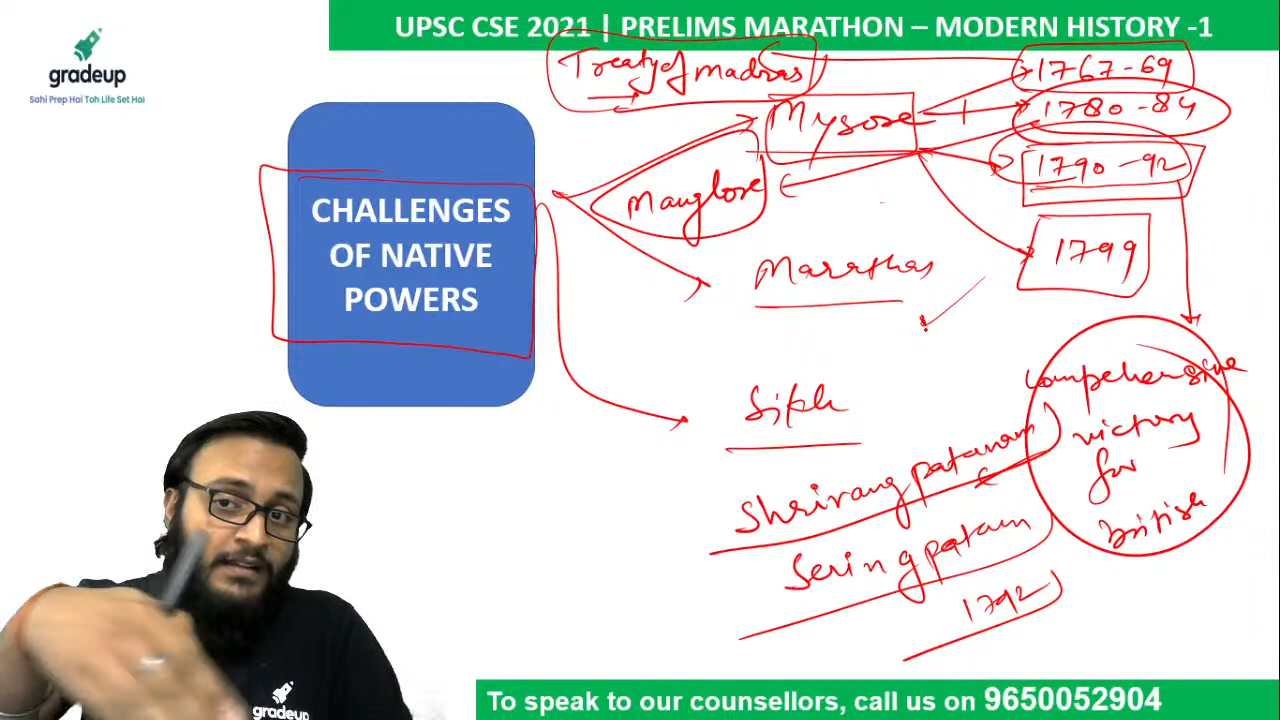 UPSC CSE 2021 | PRELIMS MARATHON – MODERN HISTORY -1
gradeup
Sahi Prep Hai Toh Life Set Hai
Treaty of madras
1767-69
Mysore
1780-84
1790-92
Manglore
1799
CHALLENGES
OF NATIVE
POWERS
Marathas
Sikh
Compehensive
victory
for
british
Shrirangpatanam
Seringpatam
1792
gradeup
To speak to our counsellors, call us on 9650052904